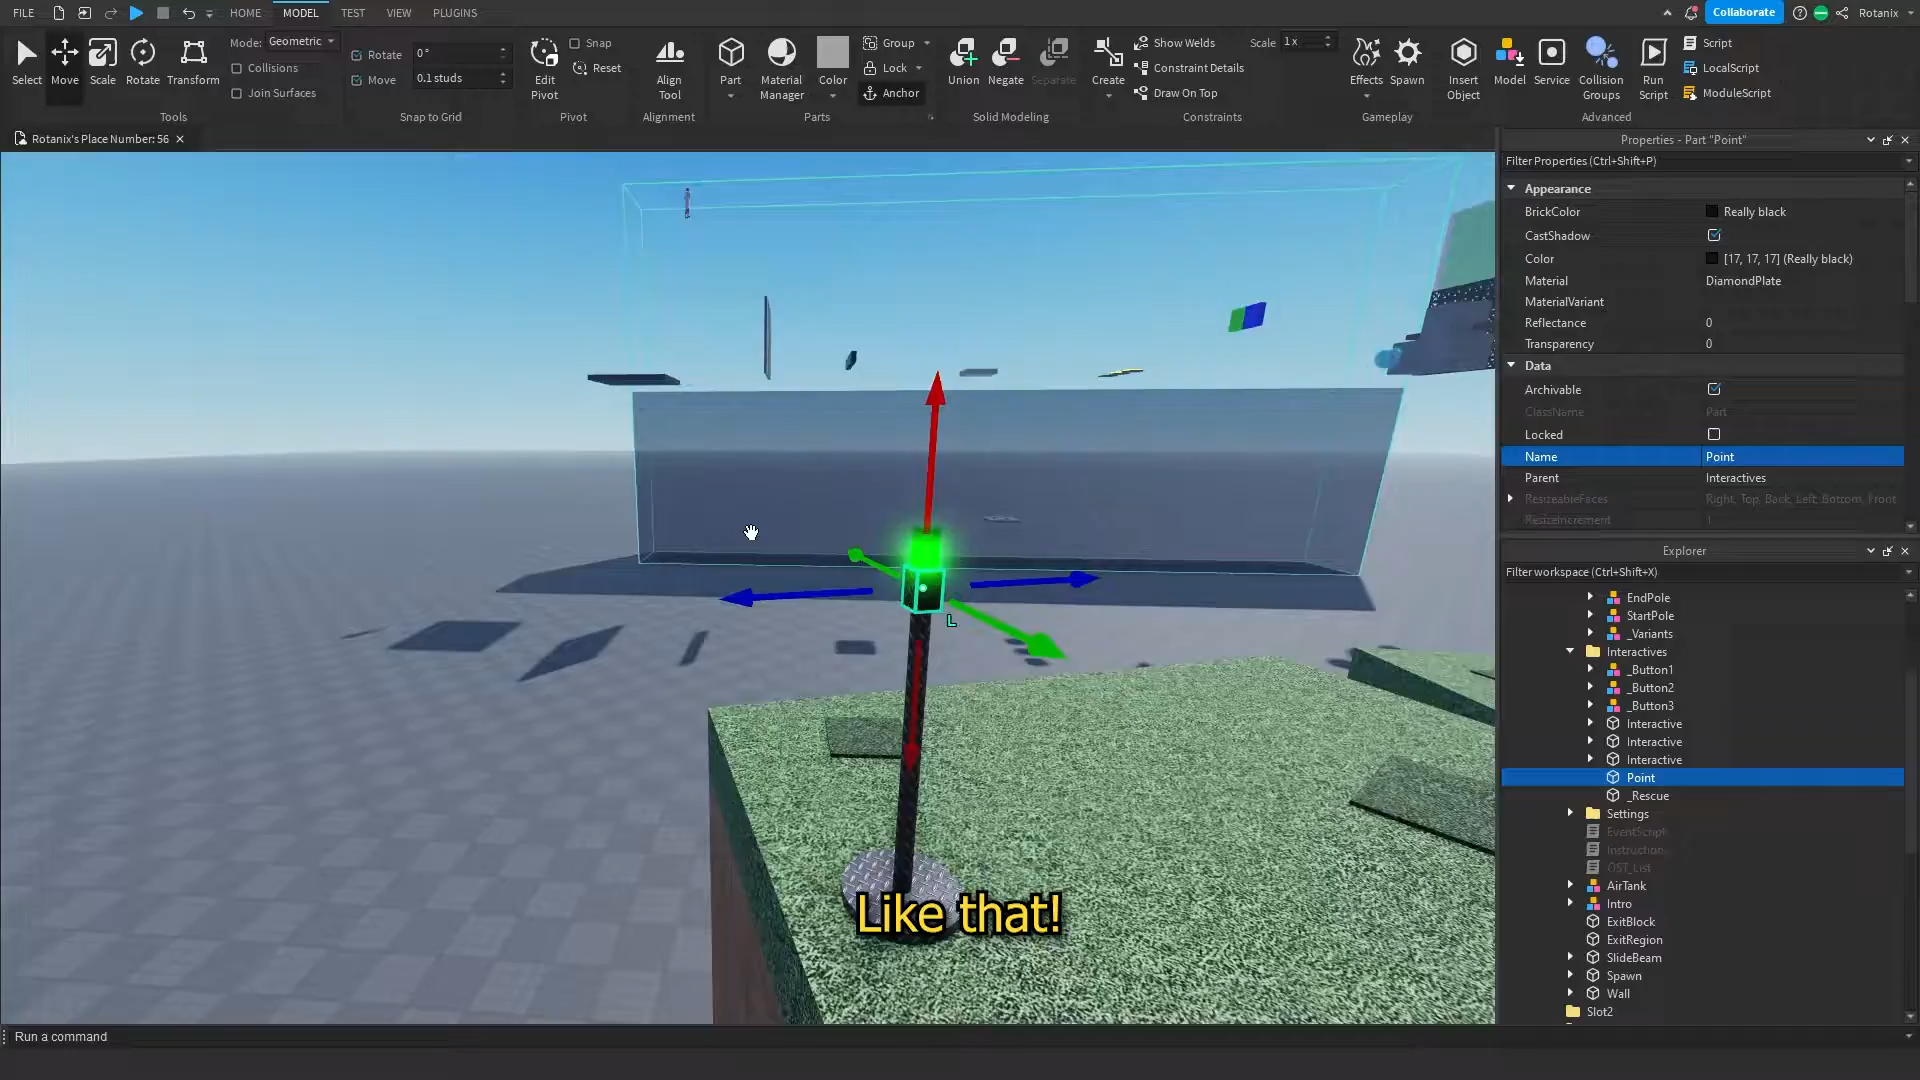 FILE HOME MODEL TEST VIEW PLUGINS Collaborate Rotanix
Select Move Scale Rotate Transform
Mode: Geometric
Collisions
Join Surfaces
Tools
Rotate 0°
Move 0.1 studs
Snap to Grid
Edit Pivot
Snap
Reset
Pivot
Align Tool
Alignment
Part
Material Manager
Color
Group
Lock
Anchor
Parts
Union Negate Separate
Solid Modeling
Create
Show Welds
Constraint Details
Draw On Top
Scale 1x
Constraints
Effects Spawn
Gameplay
Insert Object
Model
Service
Collision Groups
Run Script
Script
LocalScript
ModuleScript
Advanced
Rotanix's Place Number: 56
L
Like that!
Properties - Part "Point"
Filter Properties (Ctrl+Shift+P)
Appearance
BrickColor Really black
CastShadow
Color [17, 17, 17] (Really black)
Material DiamondPlate
MaterialVariant
Reflectance 0
Transparency 0
Data
Archivable
ClassName Part
Locked
Name Point
Parent Interactives
ResizeableFaces Right, Top, Back, Left, Bottom, Front
ResizeIncrement 1
Explorer
Filter workspace (Ctrl+Shift+X)
EndPole
StartPole
_Variants
Interactives
_Button1
_Button2
_Button3
Interactive
Interactive
Interactive
Point
_Rescue
Settings
EventScript
Instruction
OST_List
AirTank
Intro
ExitBlock
ExitRegion
SlideBeam
Spawn
Wall
Slot2
Run a command